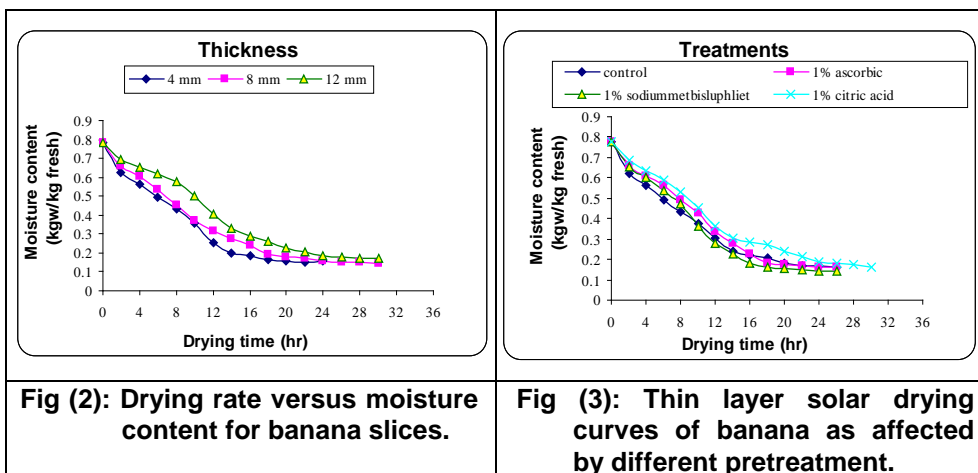 Thickness
4 mm 8 mm 12 mm
Moisture content
(kgw/kg fresh)
0.9
0.8
0.7
0.6
0.5
0.4
0.3
0.2
0.1
0
0 4 8 12 16 20 24 28 32 36
Drying time (hr)
Fig (2): Drying rate versus moisture
content for banana slices.
Treatments
control 1% ascorbic
1% sodiummetbisluphliet 1% citric acid
Moisture content
(kgw/kg fresh)
0.9
0.8
0.7
0.6
0.5
0.4
0.3
0.2
0.1
0
0 4 8 12 16 20 24 28 32 36
Drying time (hr)
Fig (3): Thin layer solar drying
curves of banana as affected
by different pretreatment.